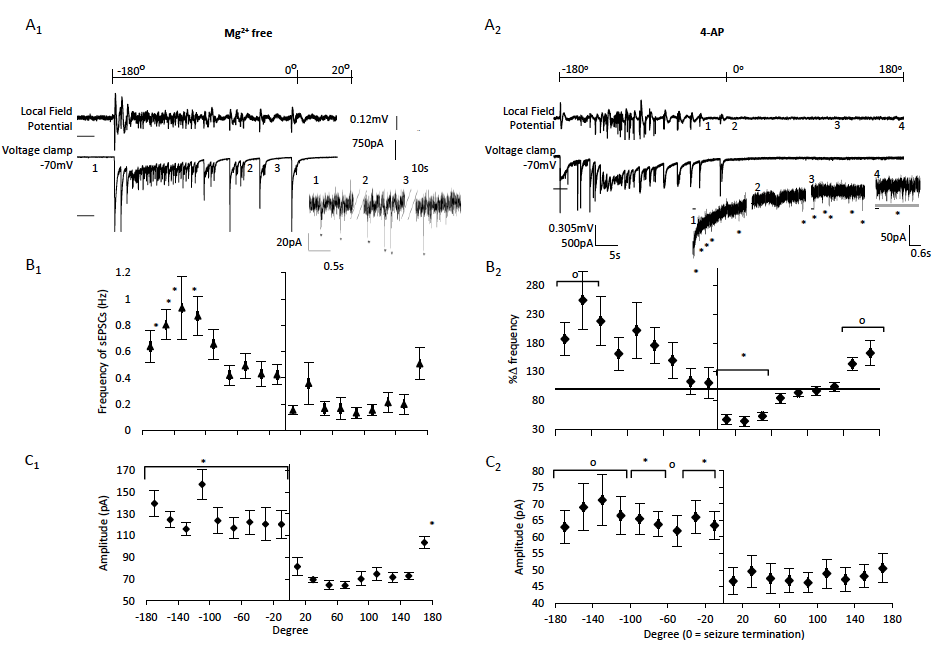 A1
Mg2+ free
-180O
0O
20O
Local Field
Potential
0.12mV
750pA
Voltage clamp
-70mV
1
2
3
10s
1
2
3
20pA
0.5s
A2
4-AP
-180o
0o
180o
Local Field
Potential
1
2
3
4
Voltage clamp
-70mV
1
2
3
4
*
*
*
*
*
*
*
*
*
*
*
0.305mV
500pA
5s
50pA
0.6s
B1
Frequency of sEPSCs (Hz)
1.2
1
0.8
0.6
0.4
0.2
0
*
*
*
*
B2
%Δ frequency
280
230
180
130
80
30
o
*
o
C1
Amplitude (pA)
170
150
130
110
90
70
50
*
*
-180 -140 -100 -60 -20 20 60 100 140 180
Degree
C2
Amplitude (pA)
80
75
70
65
60
55
50
45
40
o * o *
-180 -140 -100 -60 -20 20 60 100 140 180
Degree (0 = seizure termination)